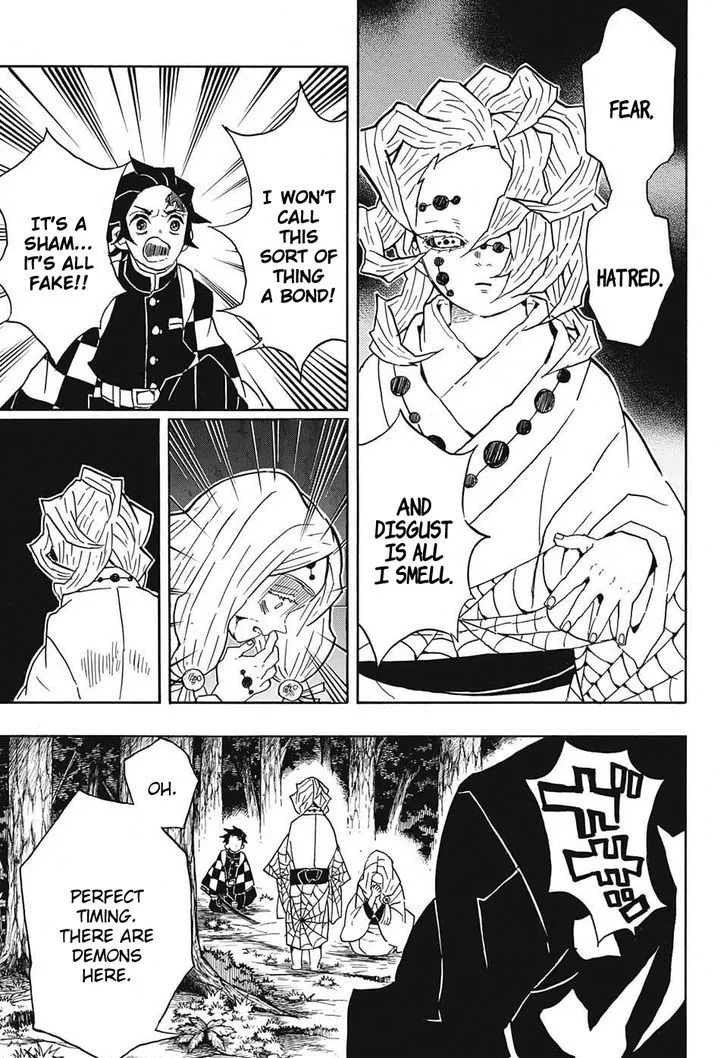 FEAR.
HATRED.
AND
DISGUST
IS ALL
I SMELL.
I WON'T
CALL
THIS
SORT OF
THING
A BOND!
IT'S A
SHAM...
IT'S ALL
FAKE!!
OH.
PERFECT
TIMING.
THERE ARE
DEMONS
HERE.